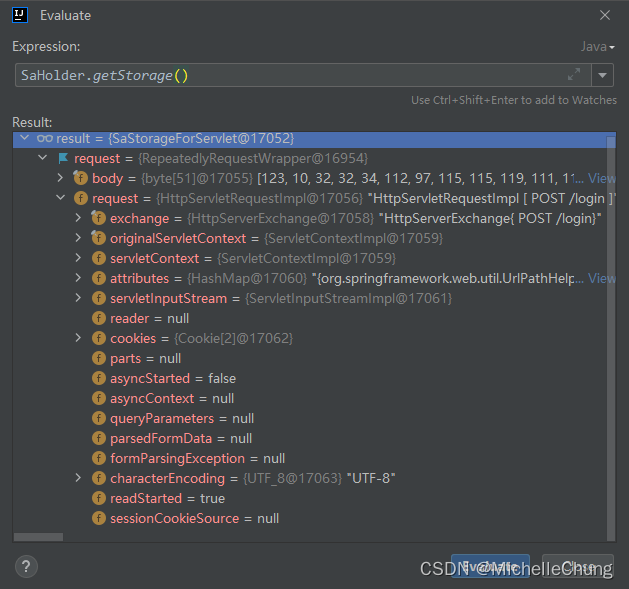 Evaluate
Expression:
Java
SaHolder.getStorage()
Use Ctrl+Shift+Enter to add to Watches
Result:
result = {SaStorageForServlet@17052}
request = {RepeatedlyRequestWrapper@16954}
body = {byte[51]@17055} [123, 10, 32, 32, 34, 112, 97, 115, 115, 119, 111, 11... View
request = {HttpServletRequestImpl@17056} "HttpServletRequestImpl [ POST /login ]"
exchange = {HttpServerExchange@17058} "HttpServerExchange{ POST /login}"
originalServletContext = {ServletContextImpl@17059}
servletContext = {ServletContextImpl@17059}
attributes = {HashMap@17060} "{org.springframework.web.util.UrlPathHelp... View
servletInputStream = {ServletInputStreamImpl@17061}
reader = null
cookies = {Cookie[2]@17062}
parts = null
asyncStarted = false
asyncContext = null
queryParameters = null
parsedFormData = null
formParsingException = null
characterEncoding = {UTF_8@17063} "UTF-8"
readStarted = true
sessionCookieSource = null
?
Evaluate
Close
CSDN @MichelleChung